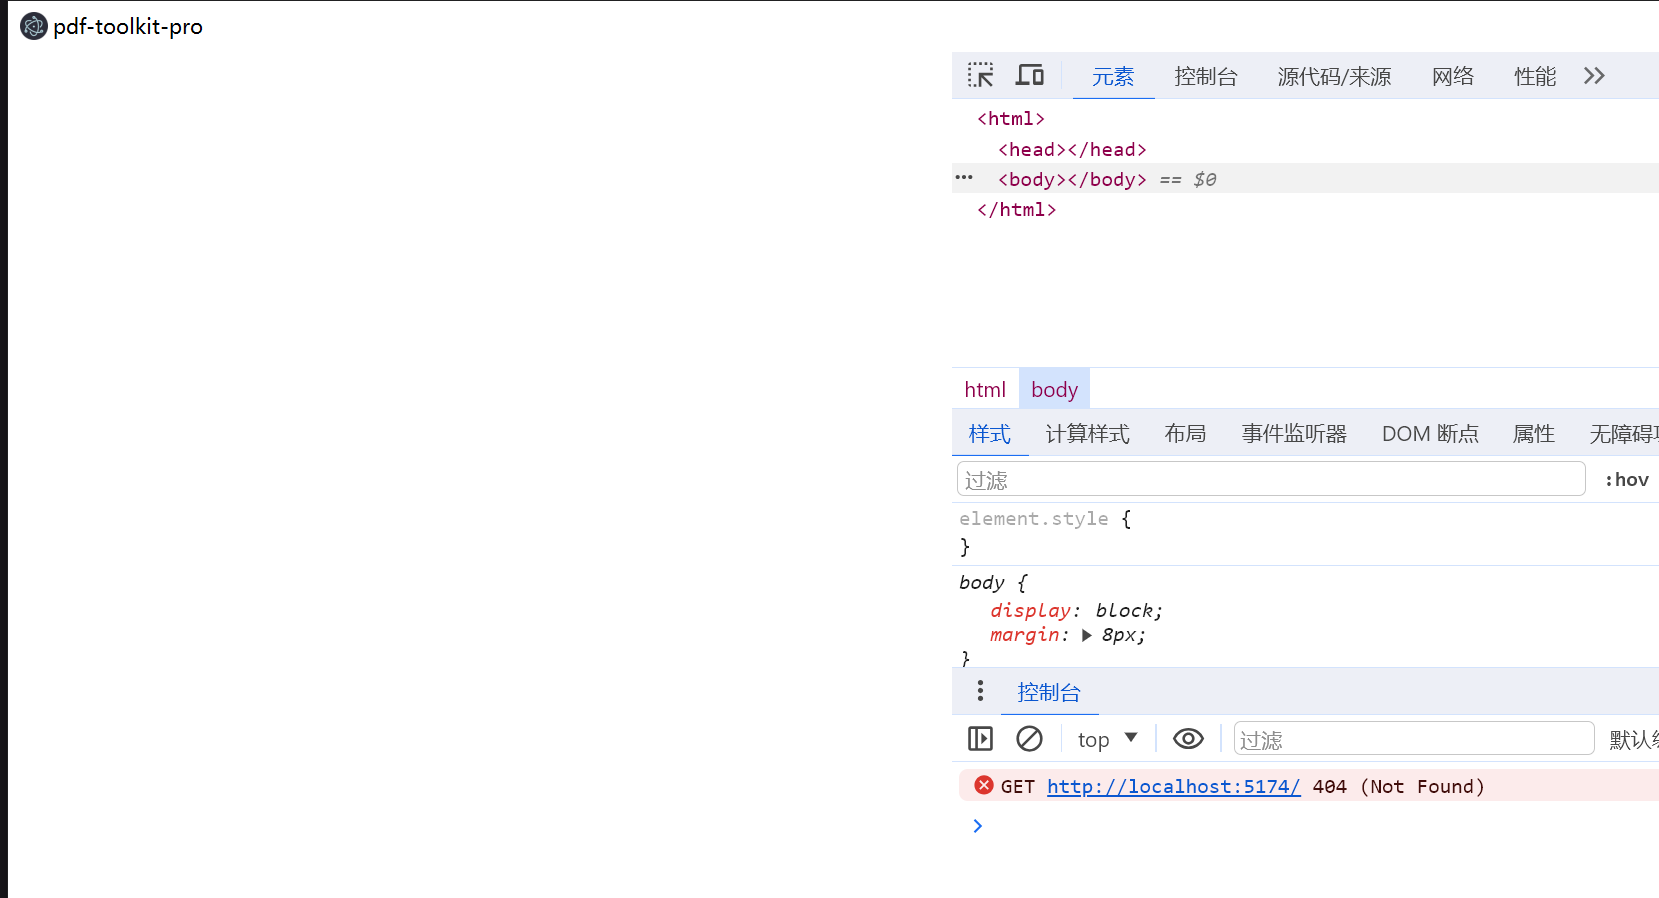 pdf-toolkit-pro
元素 控制台 源代码/来源 网络 性能
<html>
<head></head>
••• <body></body> == $0
</html>
html body
样式 计算样式 布局 事件监听器 DOM 断点 属性 无障碍
过滤 :hov
element.style {
}
body {
display: block;
margin: ▶ 8px;
}
控制台
top ▼ 过滤 默认
GET http://localhost:5174/ 404 (Not Found)